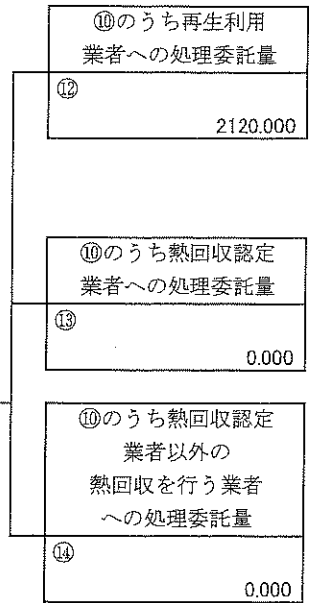 ⑩のうち再生利用
業者への処理委託量
⑫
2120.000
⑩のうち熱回収認定
業者への処理委託量
⑬
0.000
⑩のうち熱回収認定
業者以外の
熱回収を行う業者
への処理委託量
⑭
0.000